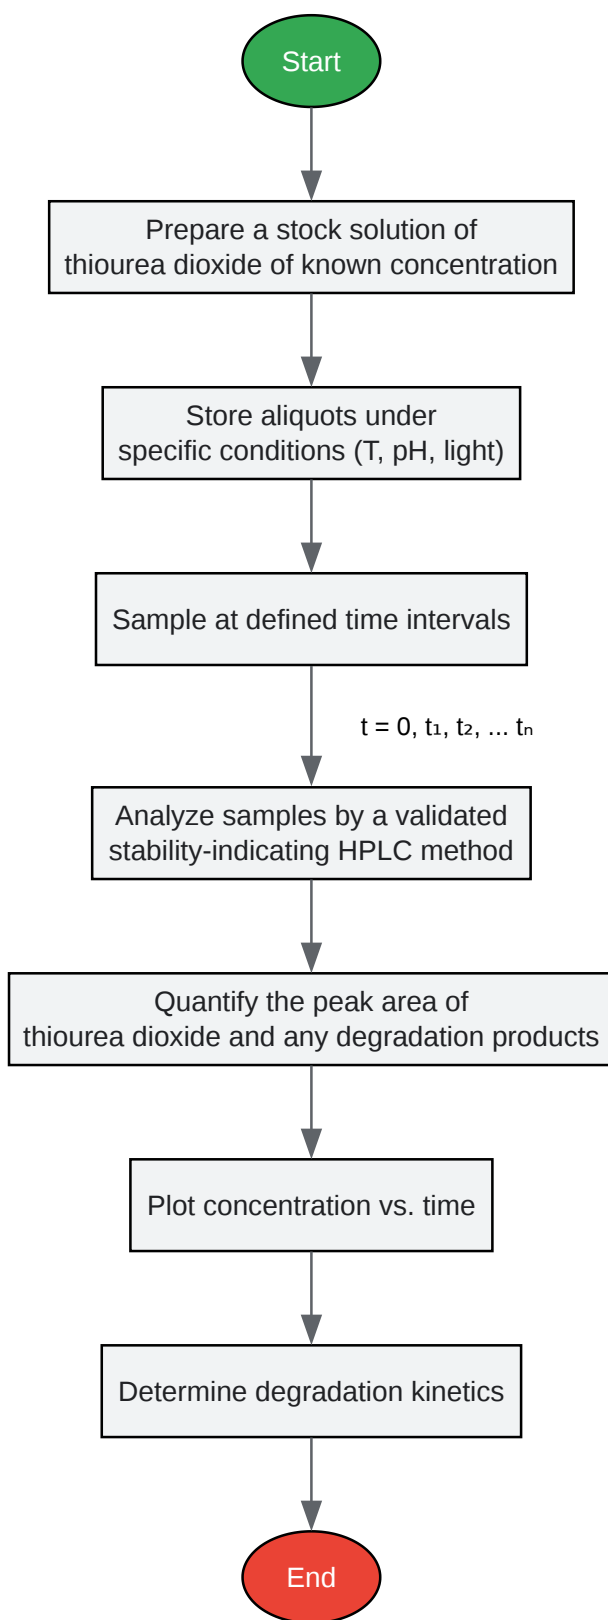 Start
Prepare a stock solution of
thiourea dioxide of known concentration
Store aliquots under
specific conditions (T, pH, light)
Sample at defined time intervals
t = 0, t₁, t₂, ... tₙ
Analyze samples by a validated
stability-indicating HPLC method
Quantify the peak area of
thiourea dioxide and any degradation products
Plot concentration vs. time
Determine degradation kinetics
End